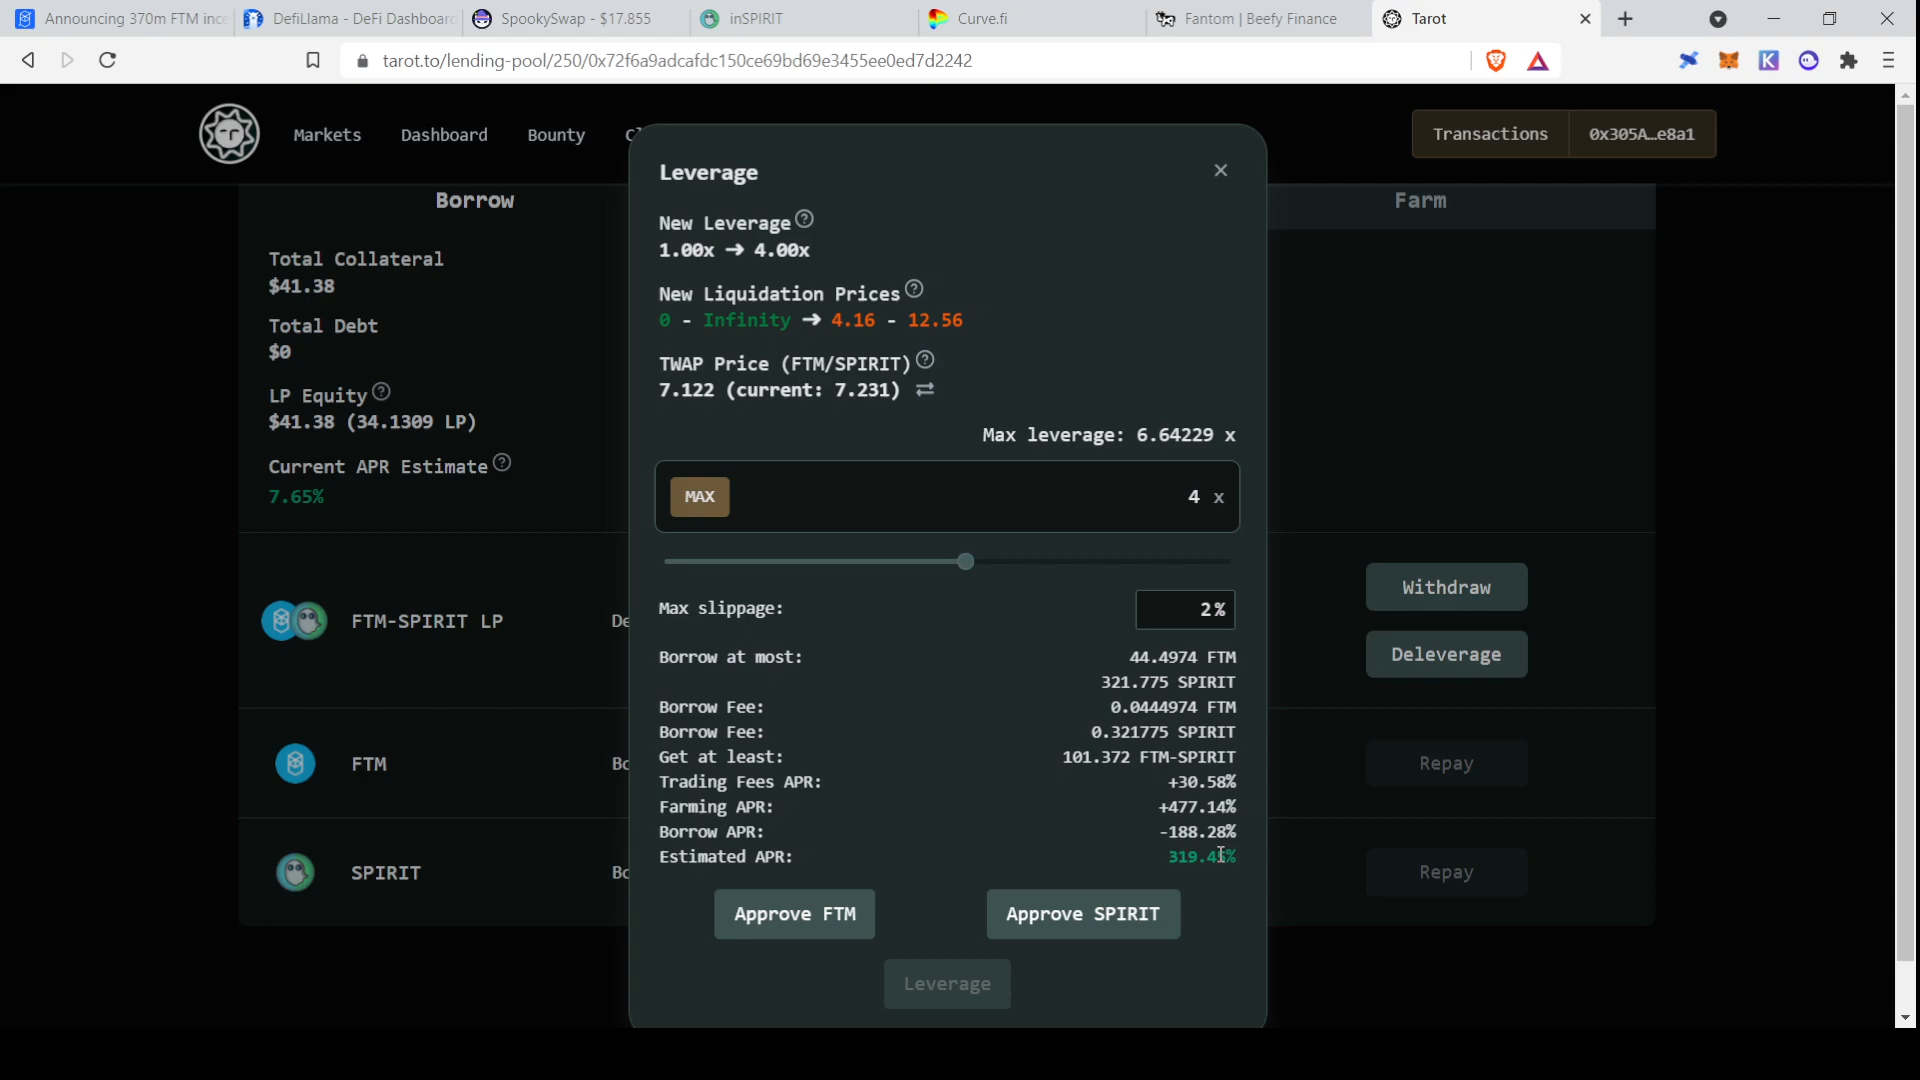 Announcing 370m FTM ince
DefiLlama - DeFi Dashboard
SpookySwap - $17.855
inSPIRIT
Curve.fi
Fantom | Beefy Finance
Tarot
tarot.to/lending-pool/250/0x72f6a9adcafdc150ce69bd69e3455ee0ed7d2242
Markets
Dashboard
Bounty
Transactions
0x305A…e8a1
Borrow
Farm
Total Collateral
$41.38
Total Debt
$0
LP Equity
$41.38 (34.1309 LP)
Current APR Estimate
7.65%
Leverage
New Leverage
1.00x → 4.00x
New Liquidation Prices
0 - Infinity → 4.16 - 12.56
TWAP Price (FTM/SPIRIT)
7.122 (current: 7.231)
Max leverage: 6.64229 x
MAX
4 x
Max slippage: 2%
Borrow at most: 44.4974 FTM
321.775 SPIRIT
Borrow Fee: 0.0444974 FTM
Borrow Fee: 0.321775 SPIRIT
Get at least: 101.372 FTM-SPIRIT
Trading Fees APR: +30.58%
Farming APR: +477.14%
Borrow APR: -188.28%
Estimated APR:
Approve FTM
Approve SPIRIT
Leverage
FTM-SPIRIT LP
De
Withdraw
Deleverage
FTM
Bo
Repay
SPIRIT
Bo
Repay